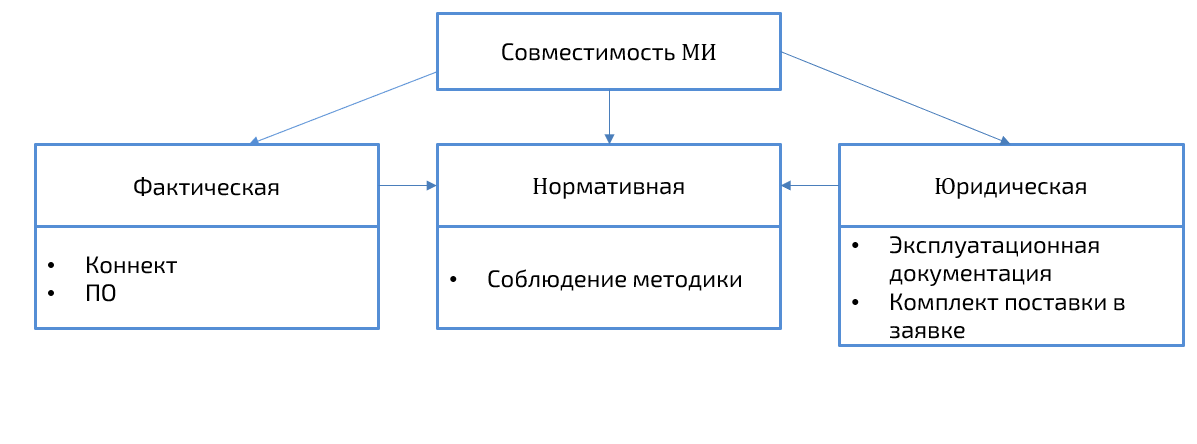 Совместимость МИ
Фактическая
Нормативная
Юридическая
• Коннект
• ПО
• Соблюдение методики
• Эксплуатационная
документация
• Комплект поставки в
заявке